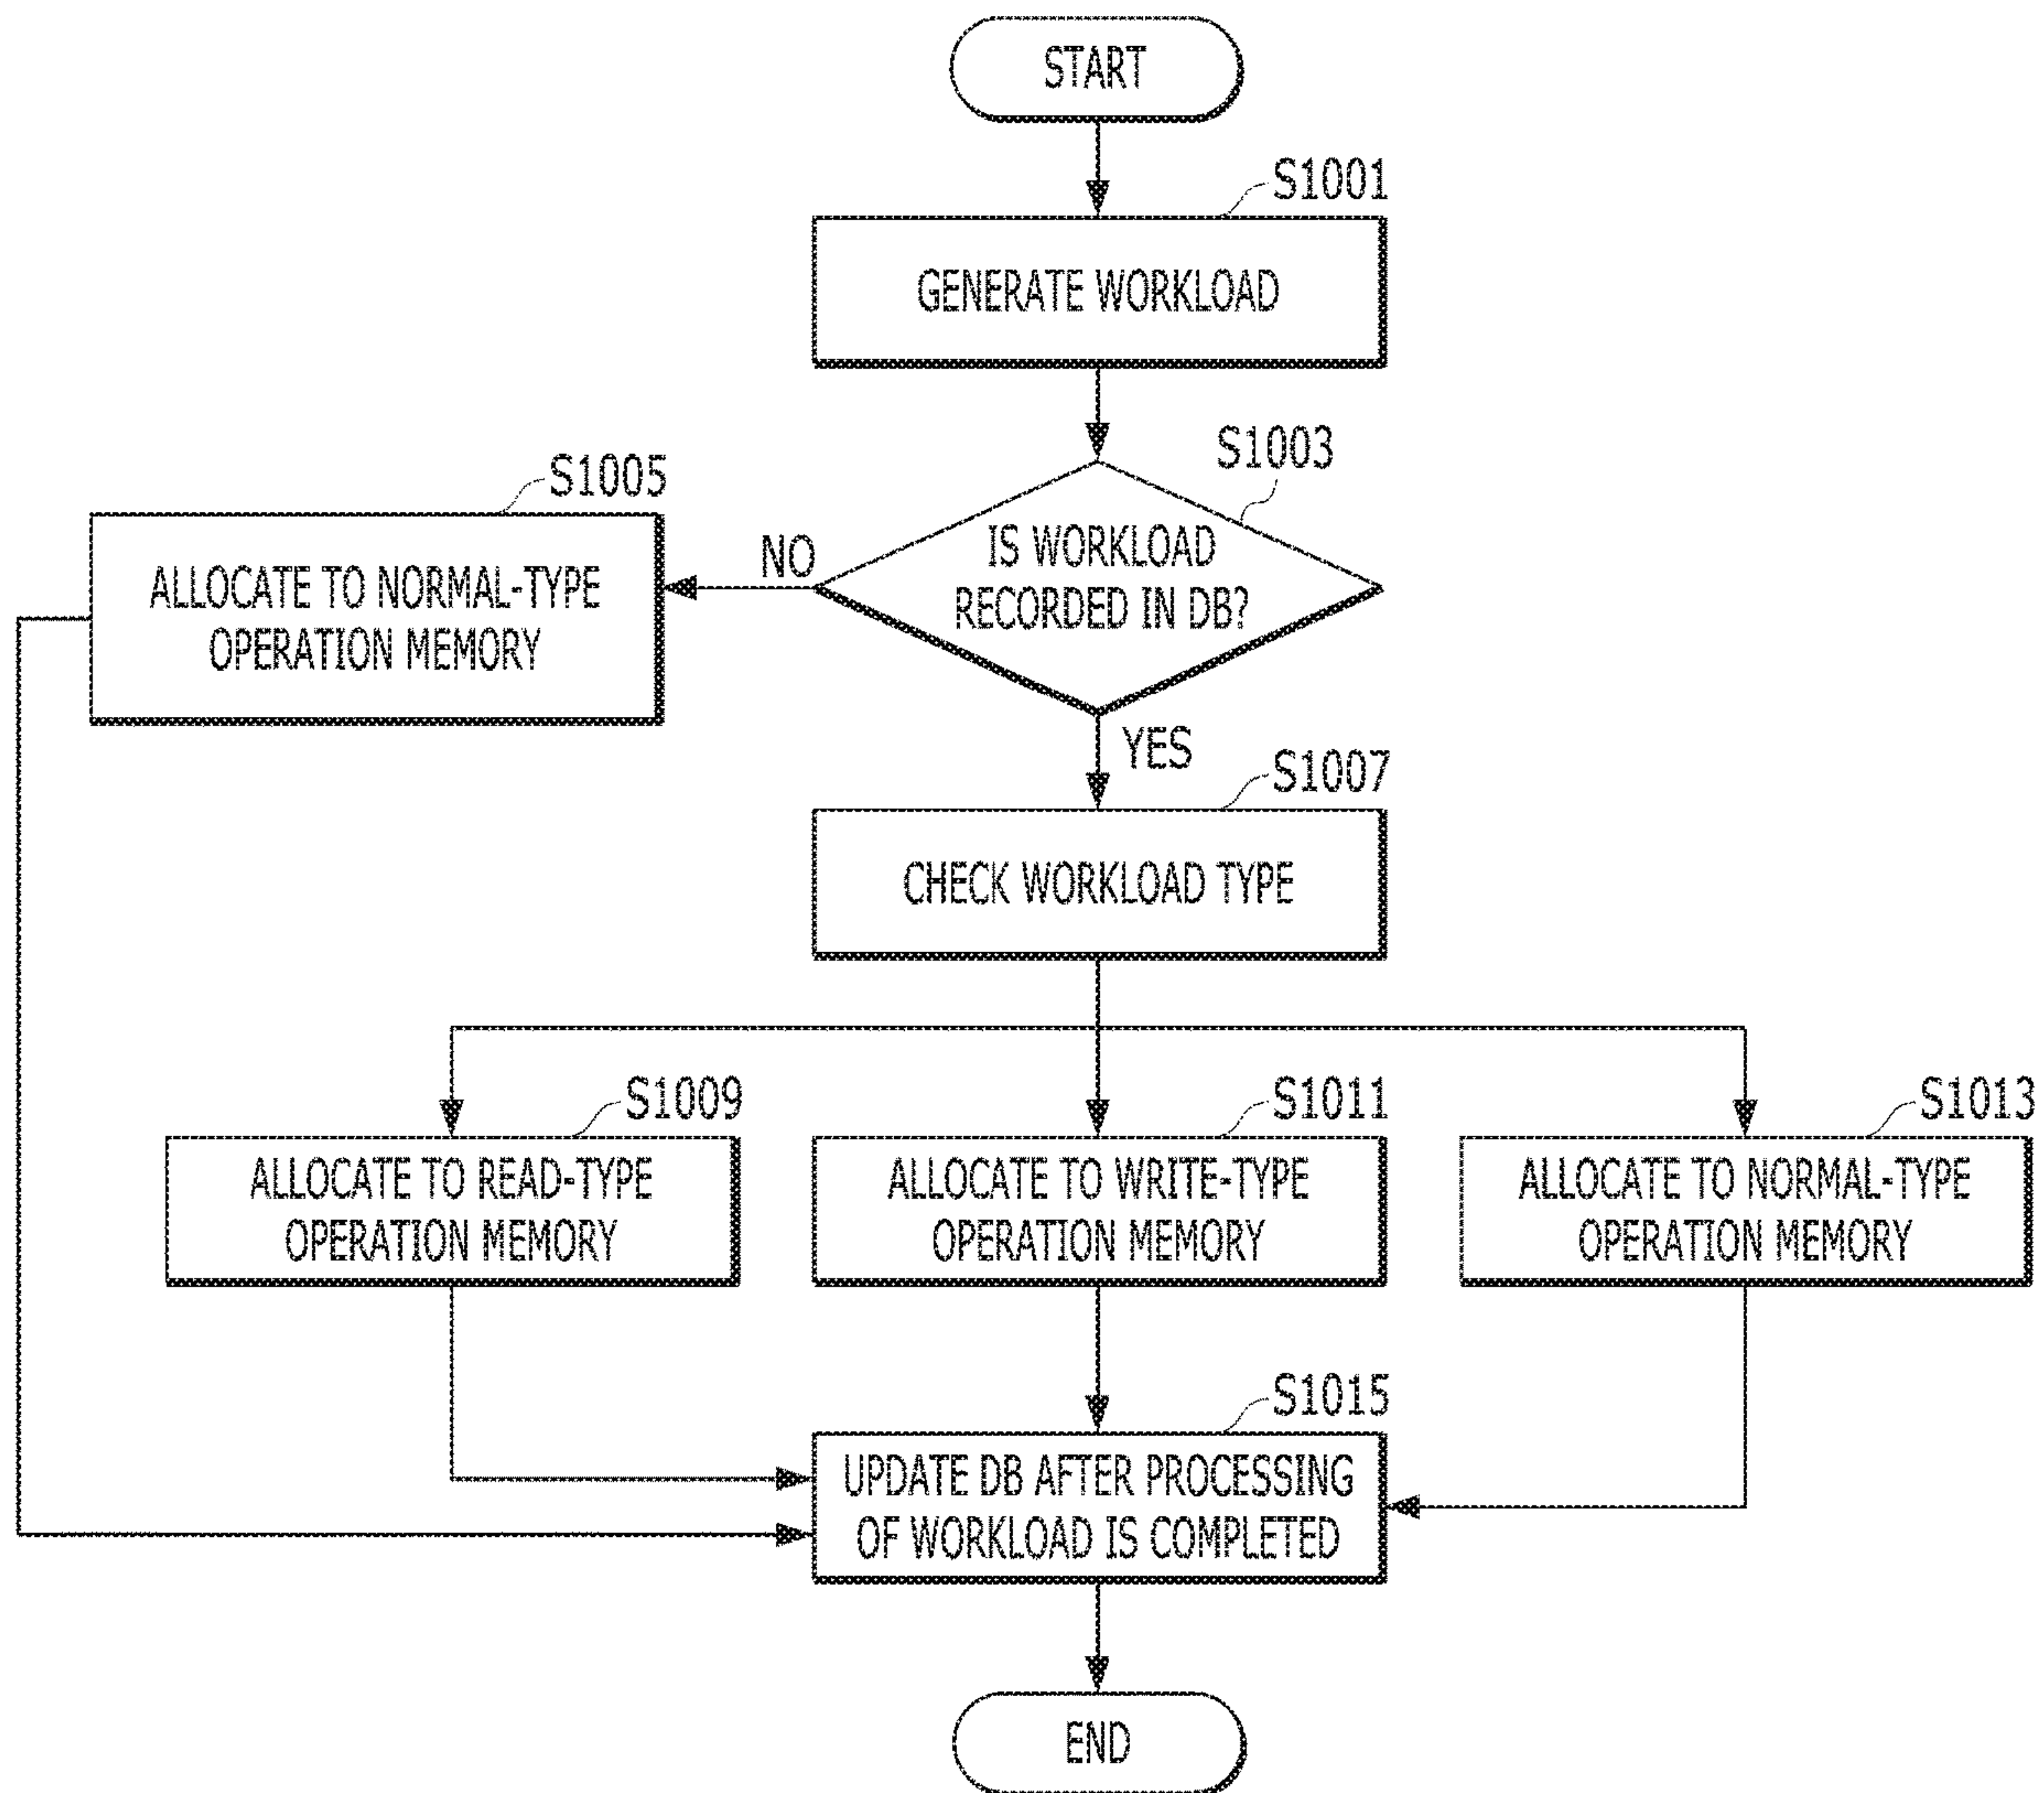 START
S1001
GENERATE WORKLOAD
S1003
IS WORKLOAD
RECORDED IN DB?
NO
S1005
ALLOCATE TO NORMAL-TYPE
OPERATION MEMORY
YES
S1007
CHECK WORKLOAD TYPE
S1009
ALLOCATE TO READ-TYPE
OPERATION MEMORY
S1011
ALLOCATE TO WRITE-TYPE
OPERATION MEMORY
S1013
ALLOCATE TO NORMAL-TYPE
OPERATION MEMORY
S1015
UPDATE DB AFTER PROCESSING
OF WORKLOAD IS COMPLETED
END